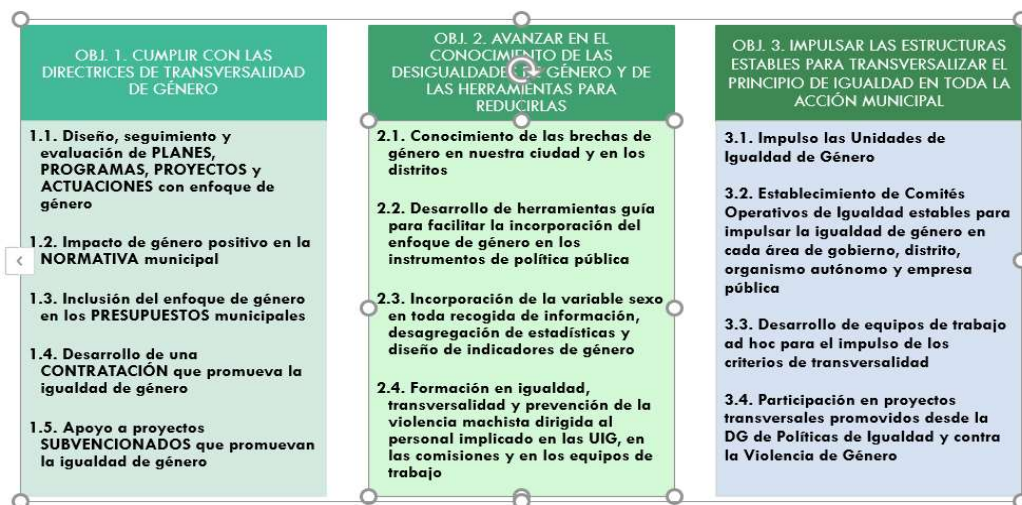 OBJ. 1. CUMPLIR CON LAS
DIRECTRICES DE TRANSVERSALIDAD
DE GÉNERO
1.1. Diseño, seguimiento y
evaluación de PLANES,
PROGRAMAS, PROYECTOS y
ACTUACIONES con enfoque de
género
1.2. Impacto de género positivo en la
NORMATIVA municipal
1.3. Inclusión del enfoque de género
en los PRESUPUESTOS municipales
1.4. Desarrollo de una
CONTRATACIÓN que promueva la
igualdad de género
1.5. Apoyo a proyectos
SUBVENCIONADOS que promuevan
la igualdad de género
OBJ. 2. AVANZAR EN EL
CONOCIMIENTO DE LAS
DESIGUALDADES DE GÉNERO Y DE
LAS HERRAMIENTAS PARA
REDUCIRLAS
2.1. Conocimiento de las brechas de
género en nuestra ciudad y en los
distritos
2.2. Desarrollo de herramientas guía
para facilitar la incorporación del
enfoque de género en los
instrumentos de política pública
2.3. Incorporación de la variable sexo
en toda recogida de información,
desagregación de estadísticas y
diseño de indicadores de género
2.4. Formación en igualdad,
transversalidad y prevención de la
violencia machista dirigida al
personal implicado en las UIG, en
las comisiones y en los equipos de
trabajo
OBJ. 3. IMPULSAR LAS ESTRUCTURAS
ESTABLES PARA TRANSVERSALIZAR EL
PRINCIPIO DE IGUALDAD EN TODA LA
ACCIÓN MUNICIPAL
3.1. Impulso las Unidades de
Igualdad de Género
3.2. Establecimiento de Comités
Operativos de Igualdad estables para
impulsar la igualdad de género en
cada área de gobierno, distrito,
organismo autónomo y empresa
pública
3.3. Desarrollo de equipos de trabajo
ad hoc para el impulso de los
criterios de transversalidad
3.4. Participación en proyectos
transversales promovidos desde la
DG de Políticas de Igualdad y contra
la Violencia de Género